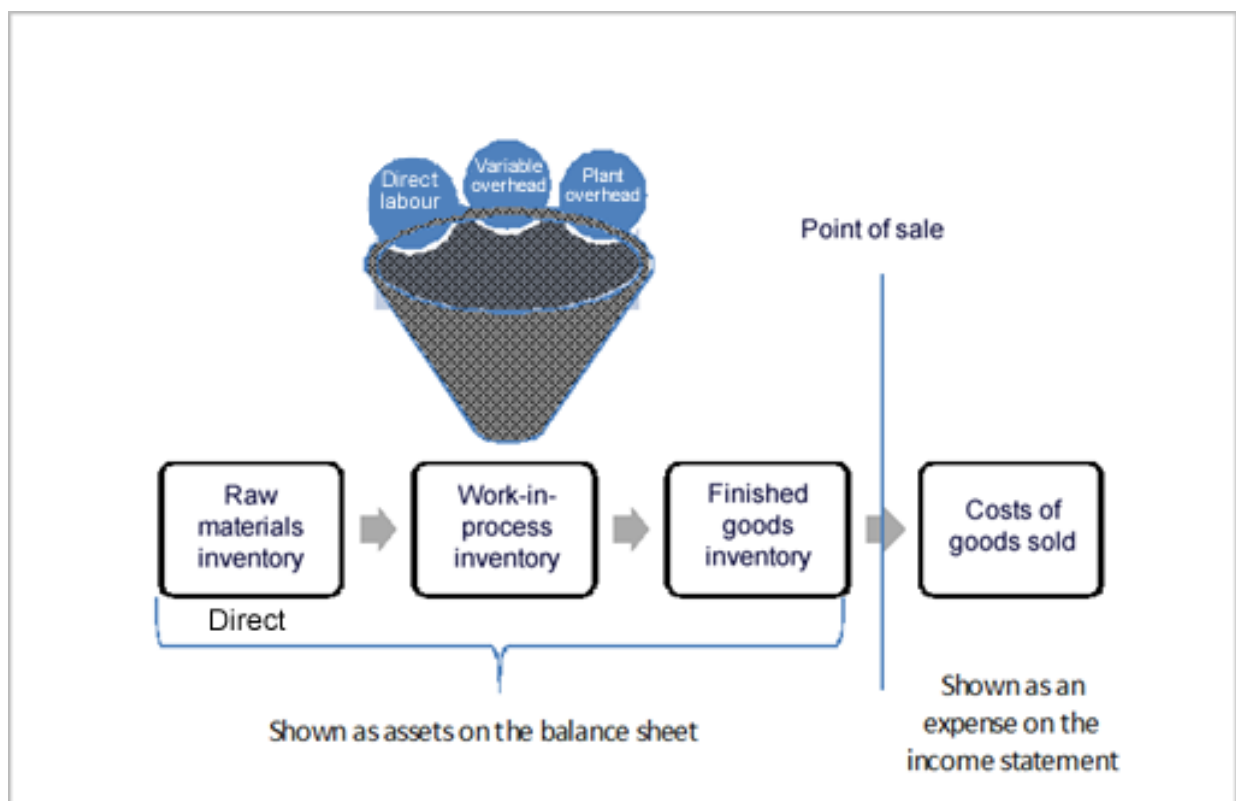 Direct
labour
Variable
overhead
Plant
overhead
Point of sale
Raw
materials
inventory
Work-in-
process
inventory
Finished
goods
inventory
Costs of
goods sold
Direct
Shown as assets on the balance sheet
Shown as an
expense on the
income statement